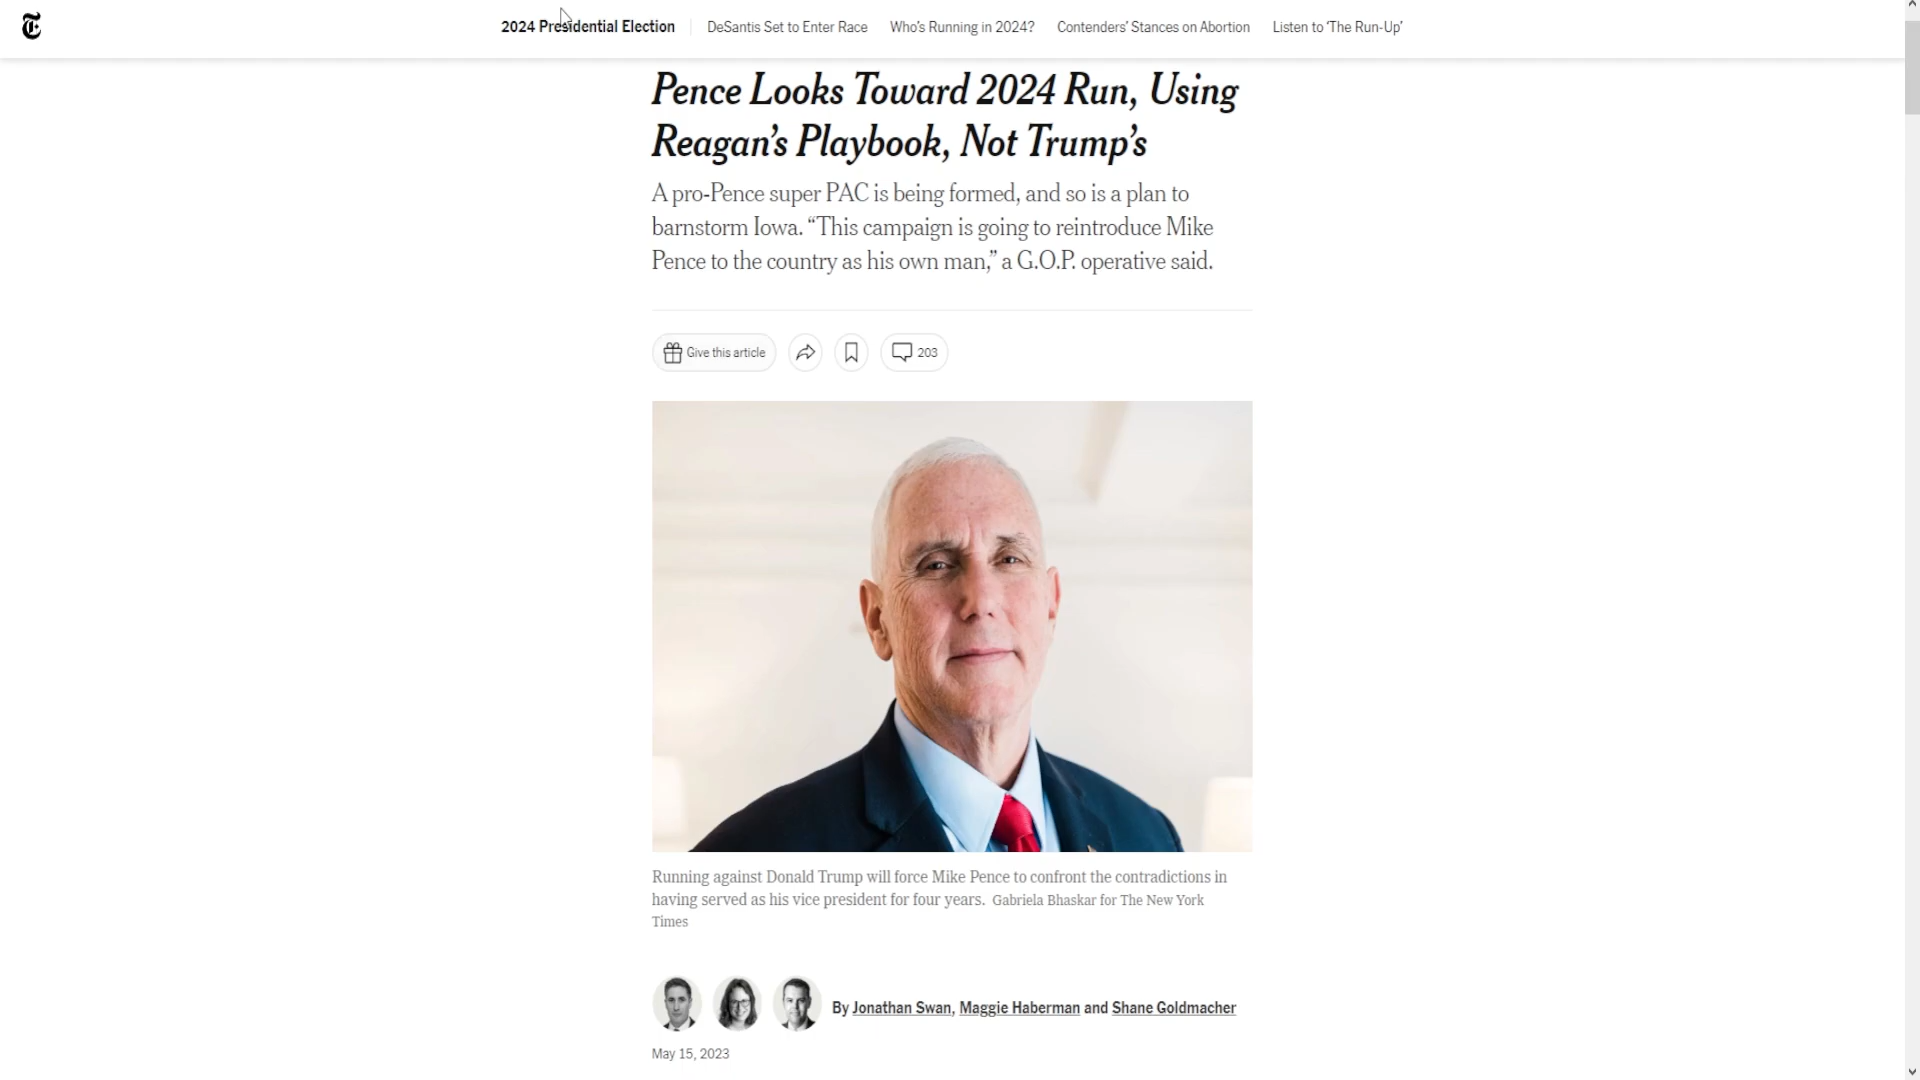 2024 Presidential Election DeSantis Set to Enter Race Who's Running in 2024? Contenders' Stances on Abortion Listen to ‘The Run-Up’
Pence Looks Toward 2024 Run, Using
Reagan's Playbook, Not Trump's
A pro-Pence super PAC is being formed, and so is a plan to
barnstorm Iowa. “This campaign is going to reintroduce Mike
Pence to the country as his own man,” a G.O.P. operative said.
Give this article 203
Running against Donald Trump will force Mike Pence to confront the contradictions in
having served as his vice president for four years. Gabriela Bhaskar for The New York
Times
By Jonathan Swan, Maggie Haberman and Shane Goldmacher
May 15, 2023